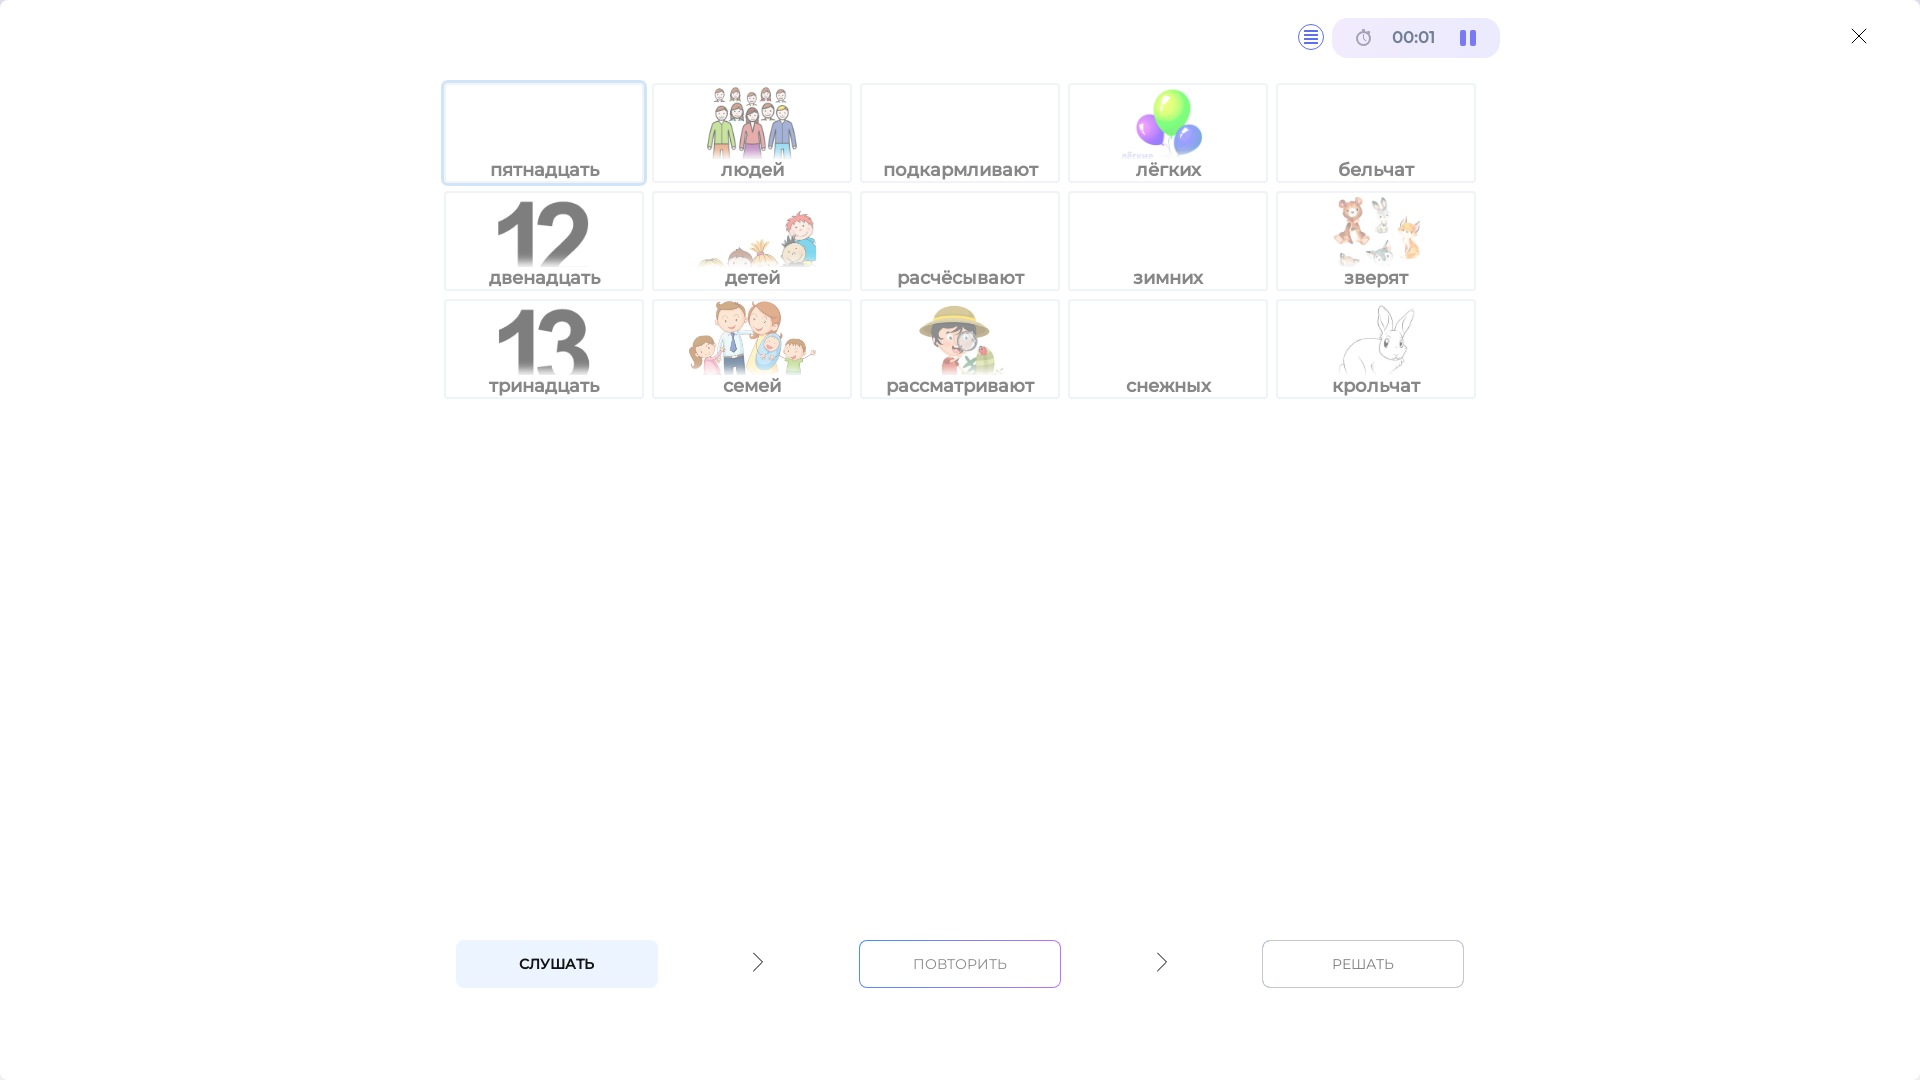 00:01
пятнадцать
людей
подкармливают
лёгкие
лёгких
бельчат
12
двенадцать
детей
расчёсывают
зимних
зверят
13
тринадцать
семей
рассматривают
снежных
крольчат
СЛУШАТЬ
ПОВТОРИТЬ
РЕШАТЬ